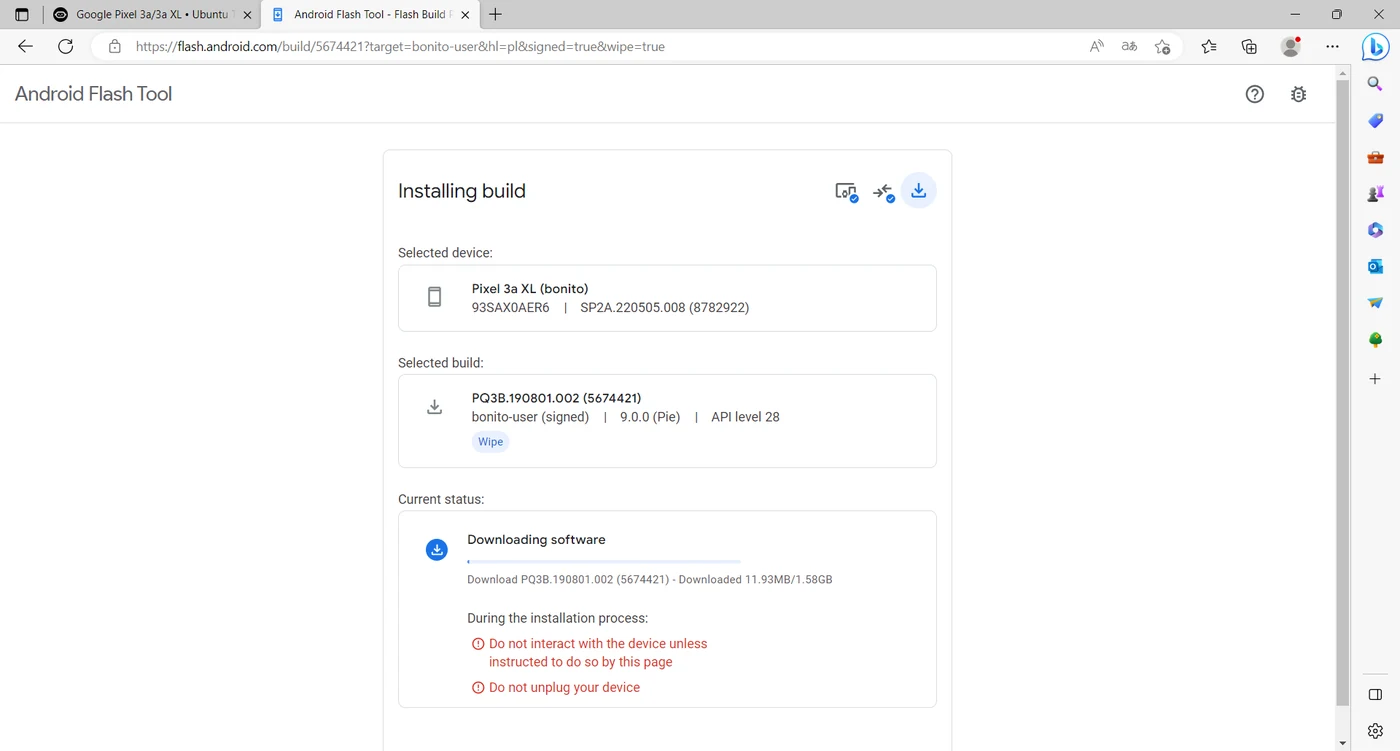 Google Pixel 3a/3a XL • Ubuntu T
Android Flash Tool - Flash Build P
https://flash.android.com/build/5674421?target=bonito-user&hl=pl&signed=true&wipe=true
Android Flash Tool
Installing build
Selected device:
Pixel 3a XL (bonito)
93SAX0AER6 | SP2A.220505.008 (8782922)
Selected build:
PQ3B.190801.002 (5674421)
bonito-user (signed) | 9.0.0 (Pie) | API level 28
Wipe
Current status:
Downloading software
Download PQ3B.190801.002 (5674421) - Downloaded 11.93MB/1.58GB
During the installation process:
Do not interact with the device unless
instructed to do so by this page
Do not unplug your device